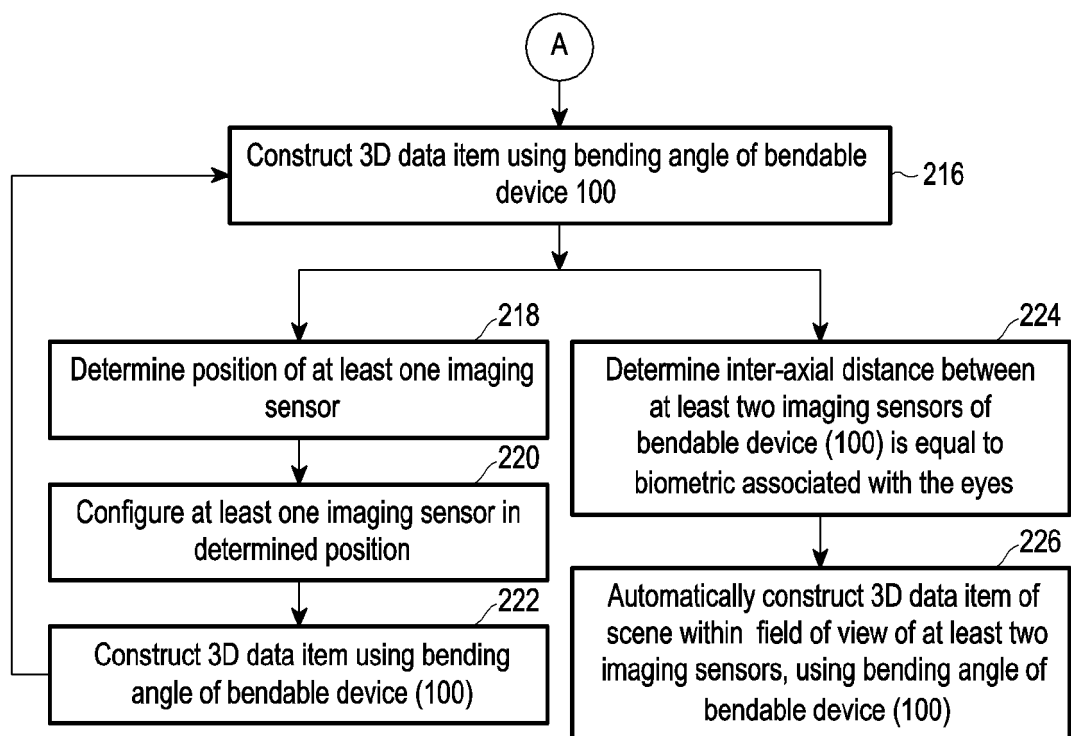 A
Construct 3D data item using bending angle of bendable
device 100
216
218
Determine position of at least one imaging
sensor
220
Configure at least one imaging sensor in
determined position
222
Construct 3D data item using bending
angle of bendable device (100)
224
Determine inter-axial distance between
at least two imaging sensors of
bendable device (100) is equal to
biometric associated with the eyes
226
Automatically construct 3D data item of
scene within field of view of at least two
imaging sensors, using bending angle of
bendable device (100)